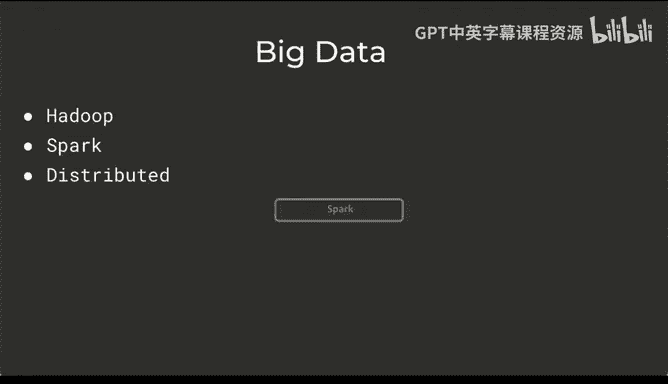 GPT中英字幕课程资源 bilibili
Big Data
Hadoop
Spark
Distributed
Spark